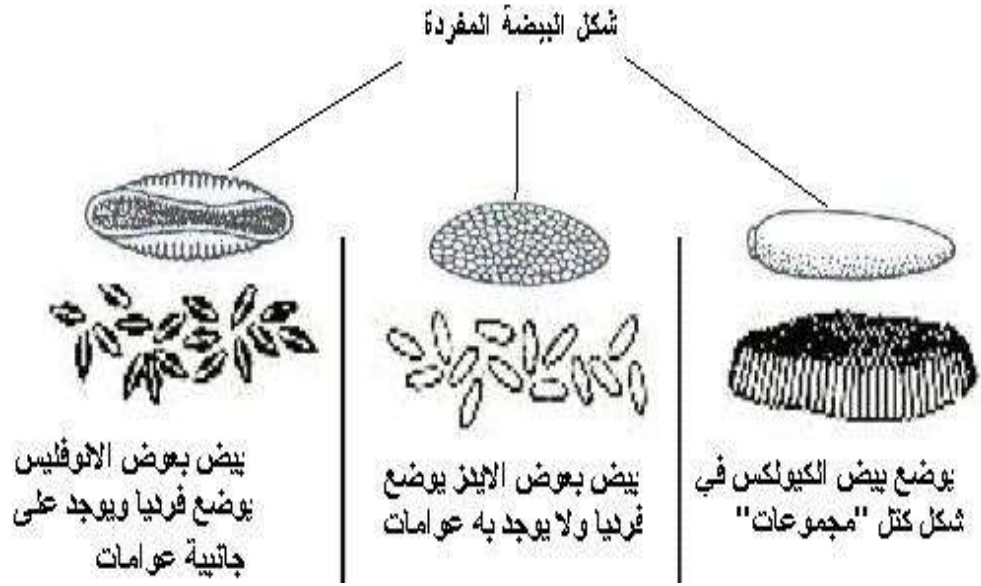 شكل البيضة المفردة
يوضع بيض الكيولكس في
شكل كتل "مجموعات"
بيض بعوض الايدز يوضع
فرديا ولا يوجد به عوامات
بيض بعوض الانوفليس
يوضع فرديا ويوجد على
جانبية عوامات